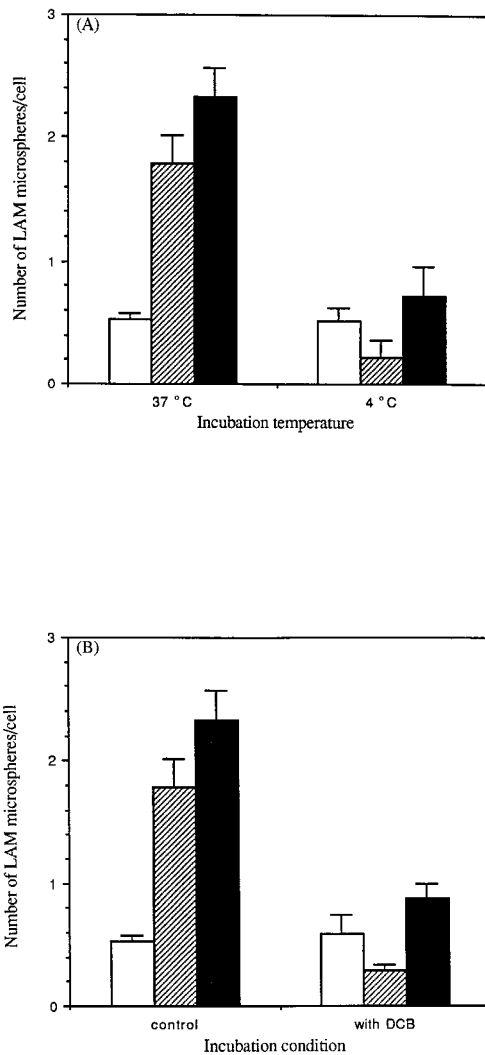 3
(A)
2
1
0
Number of LAM microspheres/cell
37 °C
4 °C
Incubation temperature
3
(B)
2
1
0
Number of LAM microspheres/cell
control
with DCB
Incubation condition